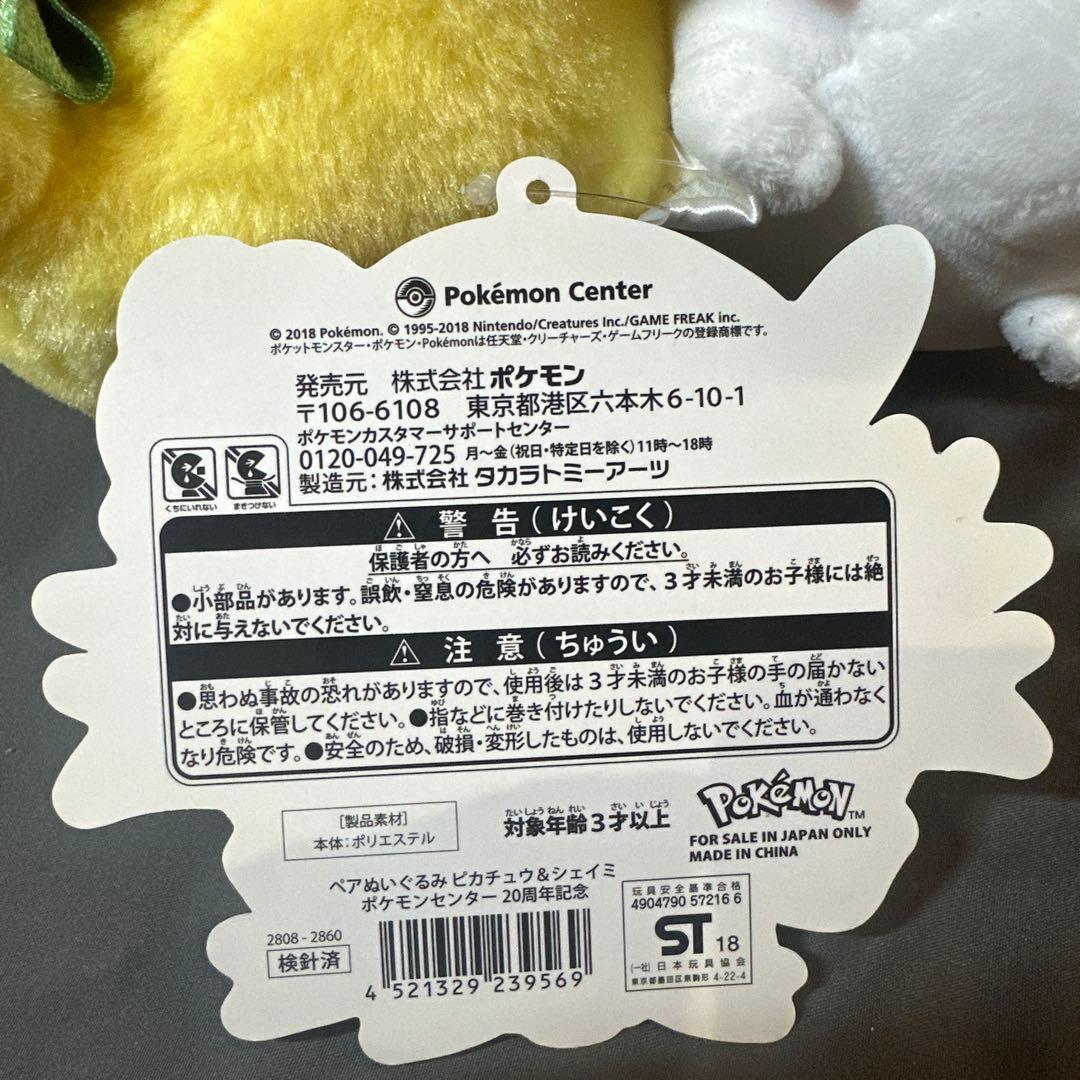 Pokémon Center
© 2018 Pokémon. © 1995-2018 Nintendo/Creatures Inc./GAME FREAK inc.
ポケットモンスター・ポケモン・Pokémonは任天堂・クリーチャーズ・ゲームフリークの登録商標です。
発売元 株式会社 ポケモン
〒106-6108 東京都港区六本木6-10-1
ポケモンカスタマーサポートセンター
0120-049-725 月～金(祝日・特定日を除く)11時～18時
製造元：株式会社 タカラトミーアーツ
くちにいれない
まきつけない
警告(けいこく)
保護者の方へ 必ずお読みください。
●小部品があります。誤飲・窒息の危険がありますので、3才未満のお子様には絶
対に与えないでください。
注意(ちゅうい)
●思わぬ事故の恐れがありますので、使用後は3才未満のお子様の手の届かない
ところに保管してください。●指などに巻き付けたりしないでください。血が通わなく
なり危険です。●安全のため、破損・変形したものは、使用しないでください。
[製品素材]
本体：ポリエステル
対象年齢3才以上
POKéMON TM
FOR SALE IN JAPAN ONLY
MADE IN CHINA
ペアぬいぐるみ ピカチュウ＆シェイミ
ポケモンセンター 20周年記念
2808-2860
検針済
4 521329 239569
玩具安全基準合格
4904790 57216 6
ST 18
(一社)日本玩具協会
東京都墨田区東駒形 4-22-4